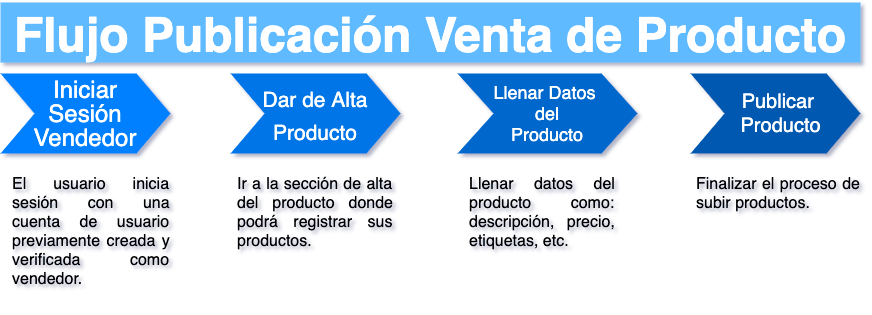 Flujo Publicación Venta de Producto
Iniciar
Sesión
Vendedor
Dar de Alta
Producto
Llenar Datos
del
Producto
Publicar
Producto
El usuario inicia
sesión con una
cuenta de usuario
previamente creada y
verificada como
vendedor.
Ir a la sección de alta
del producto donde
podrá registrar sus
productos.
Llenar datos del
producto como:
descripción, precio,
etiquetas, etc.
Finalizar el proceso de
subir productos.